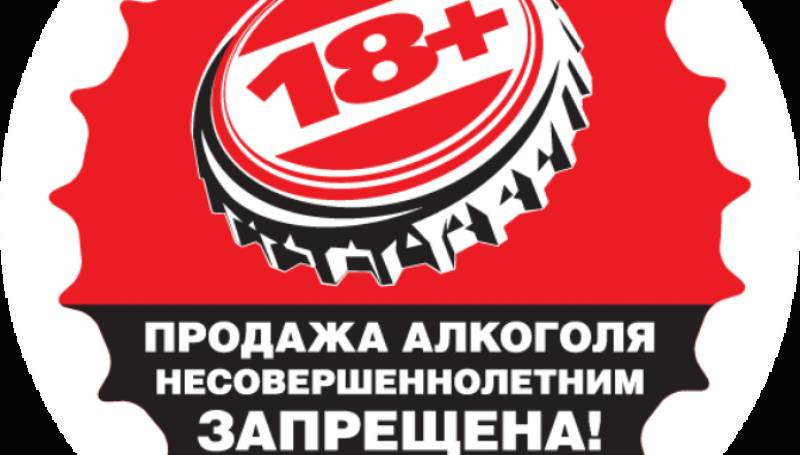 18+
ПРОДАЖА АЛКОГОЛЯ
НЕСОВЕРШЕННОЛЕТНИМ
ЗАПРЕЩЕНА!